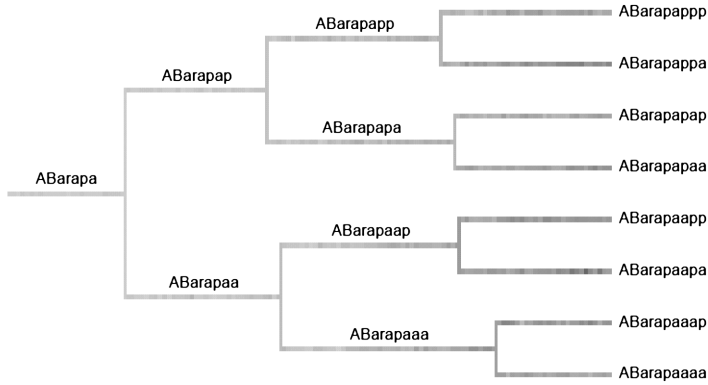 ABarapappp
ABarapapp
ABarapappa
ABarapap
ABarapapap
ABarapapa
ABarapapaa
ABarapa
ABarapaapp
ABarapaap
ABarapaapa
ABarapaa
ABarapaaap
ABarapaaa
ABarapaaaa